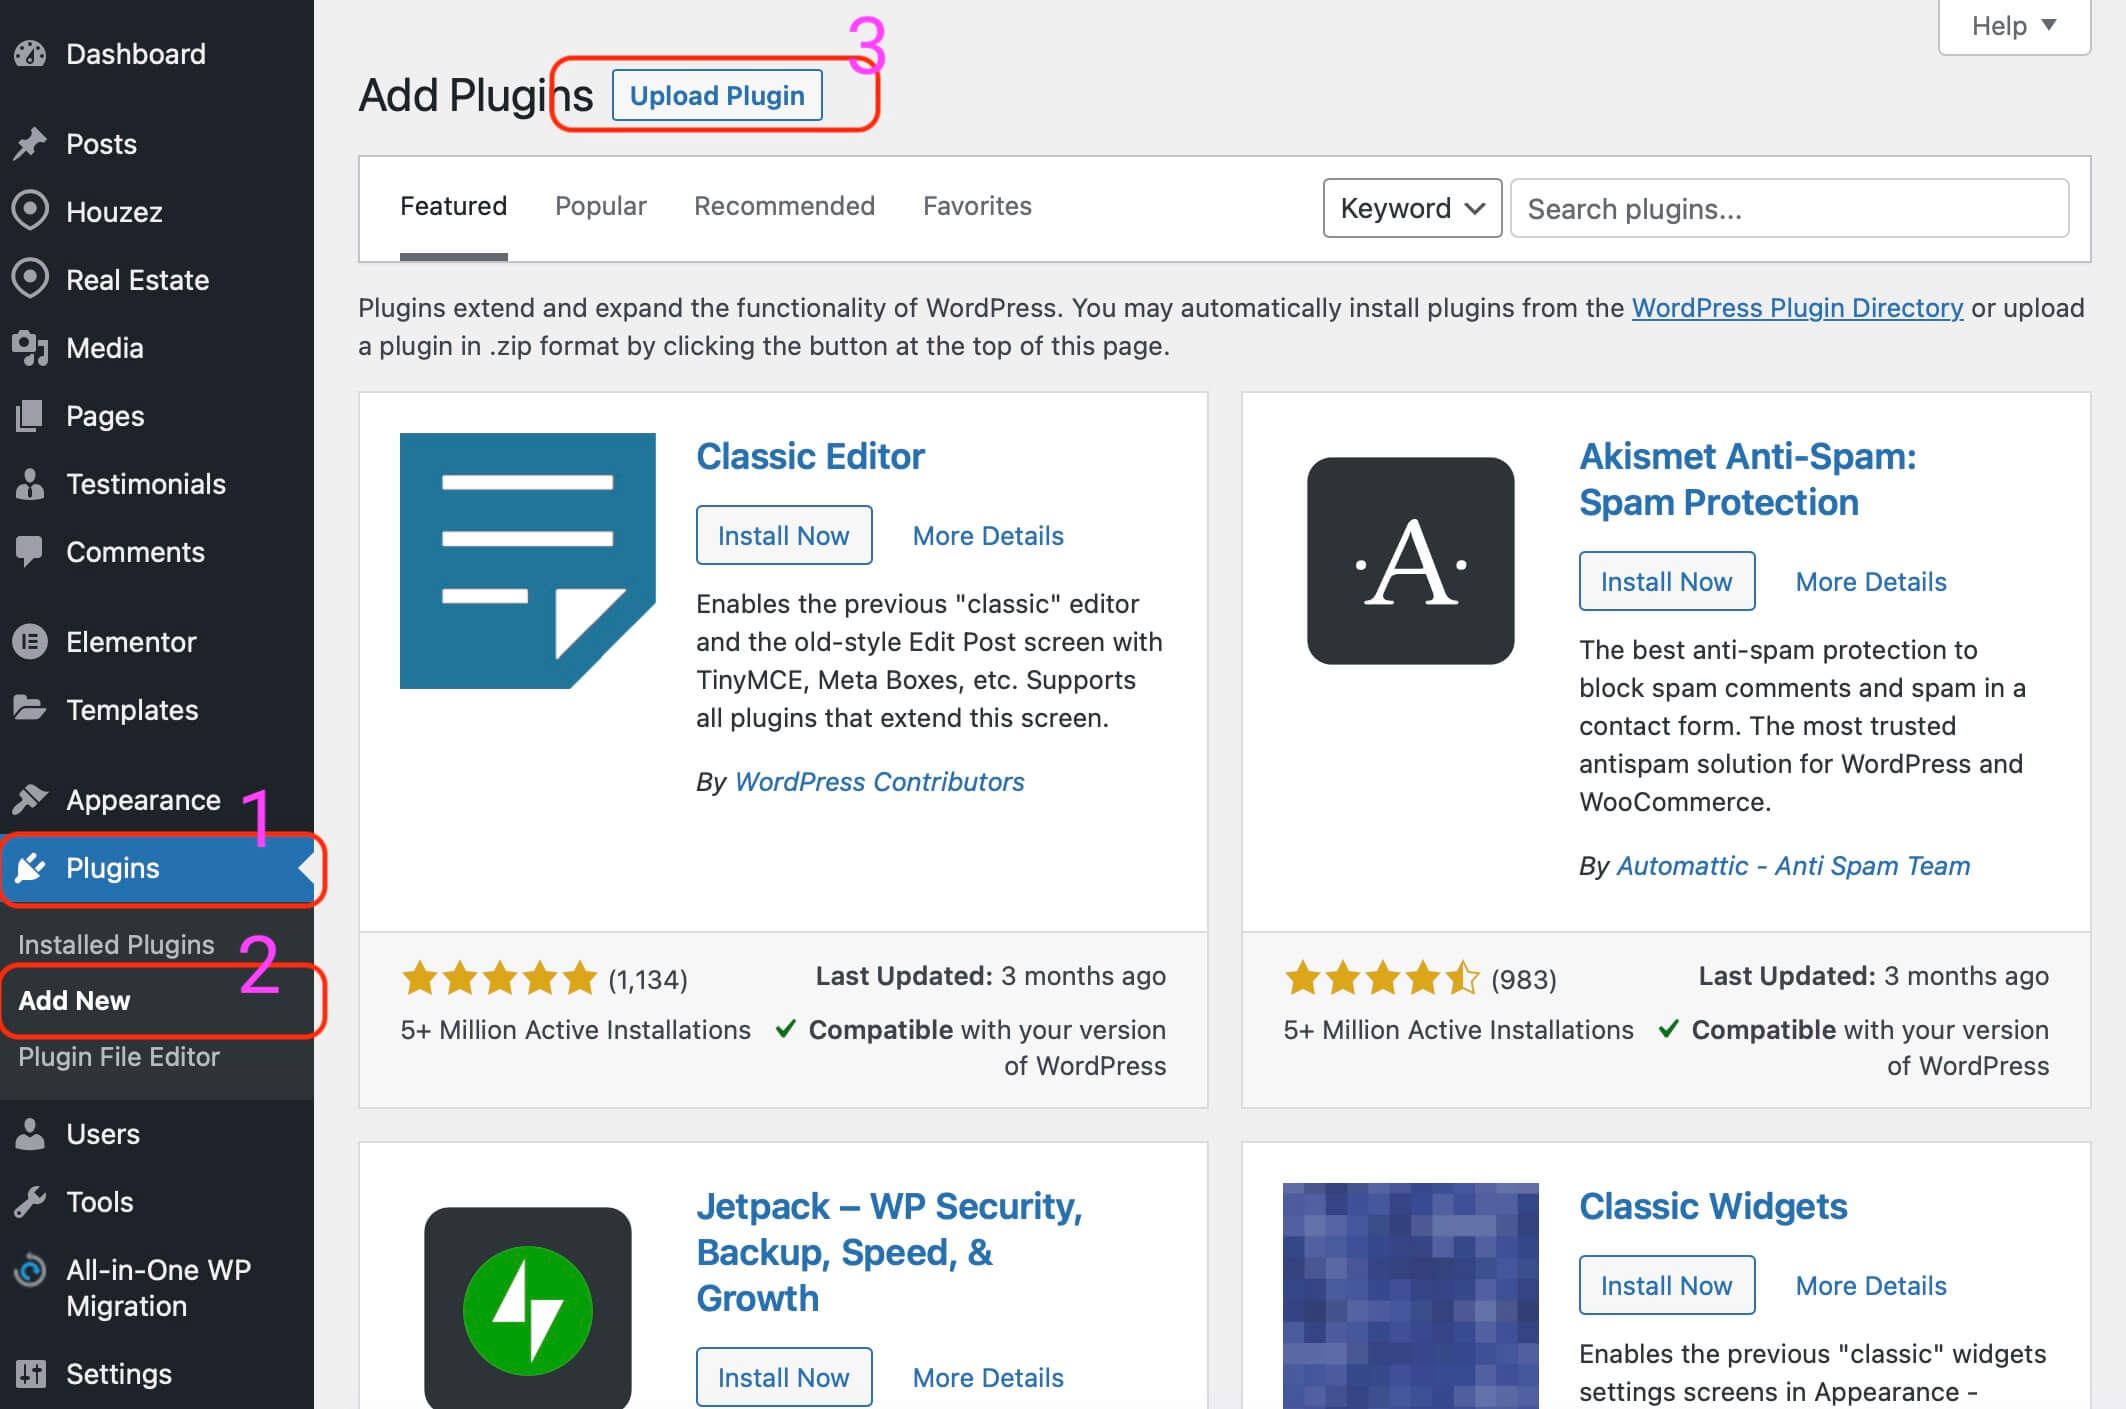 Dashboard
Posts
Houzez
Real Estate
Media
Pages
Testimonials
Comments
Elementor
Templates
Appearance
1
Plugins
Installed Plugins
2
Add New
Plugin File Editor
Users
Tools
All-in-One WP
Migration
Settings
Help
3
Add Plugins
Upload Plugin
Featured
Popular
Recommended
Favorites
Keyword
Search plugins...
Plugins extend and expand the functionality of WordPress. You may automatically install plugins from the WordPress Plugin Directory or upload
a plugin in .zip format by clicking the button at the top of this page.
Classic Editor
Install Now
More Details
Enables the previous "classic" editor
and the old-style Edit Post screen with
TinyMCE, Meta Boxes, etc. Supports
all plugins that extend this screen.
By WordPress Contributors
(1,134)
Last Updated: 3 months ago
5+ Million Active Installations
Compatible with your version
of WordPress
·A·
Akismet Anti-Spam:
Spam Protection
Install Now
More Details
The best anti-spam protection to
block spam comments and spam in a
contact form. The most trusted
antispam solution for WordPress and
WooCommerce.
By Automattic - Anti Spam Team
(983)
Last Updated: 3 months ago
5+ Million Active Installations
Compatible with your version
of WordPress
Jetpack – WP Security,
Backup, Speed, &
Growth
Install Now
More Details
Classic Widgets
Install Now
More Details
Enables the previous "classic" widgets
settings screens in Appearance -